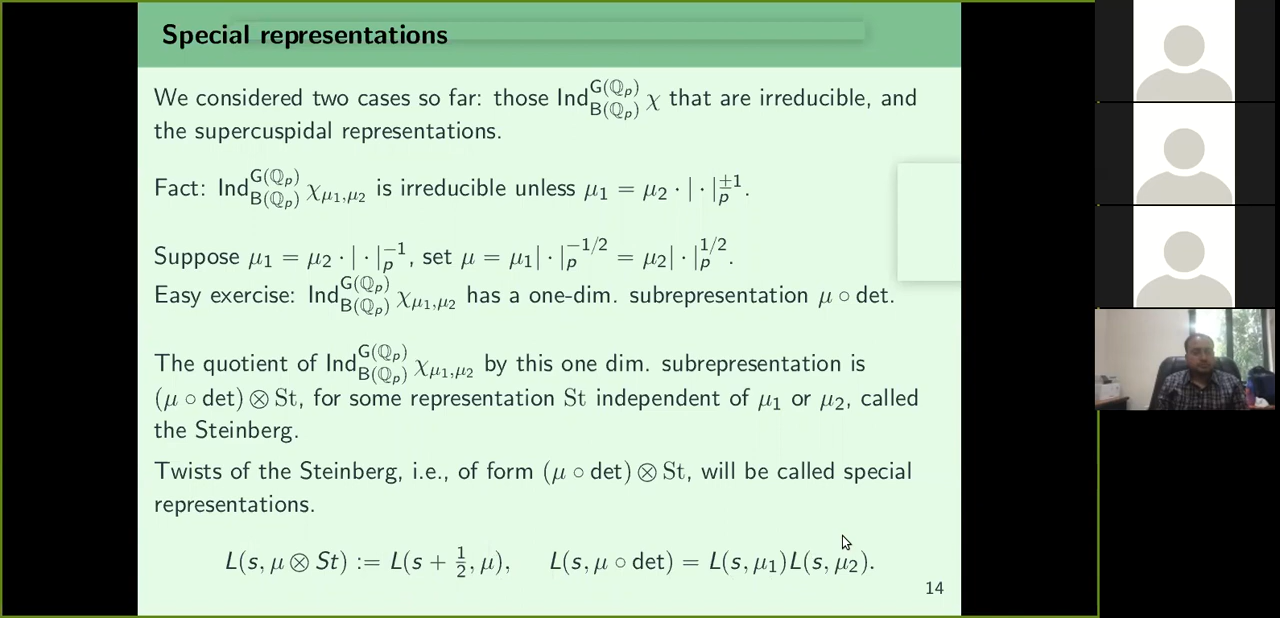 Special representations
We considered two cases so far: those Ind_{B(ℚ_p)}^{G(ℚ_p)} χ that are irreducible, and
the supercuspidal representations.
Fact: Ind_{B(ℚ_p)}^{G(ℚ_p)} χ_{μ₁,μ₂} is irreducible unless μ₁ = μ₂ · | · |_p^{±1}.
Suppose μ₁ = μ₂ · | · |_p^{−1}, set μ = μ₁| · |_p^{−1/2} = μ₂| · |_p^{1/2}.
Easy exercise: Ind_{B(ℚ_p)}^{G(ℚ_p)} χ_{μ₁,μ₂} has a one-dim. subrepresentation μ ∘ det.
The quotient of Ind_{B(ℚ_p)}^{G(ℚ_p)} χ_{μ₁,μ₂} by this one dim. subrepresentation is
(μ ∘ det) ⊗ St, for some representation St independent of μ₁ or μ₂, called
the Steinberg.
Twists of the Steinberg, i.e., of form (μ ∘ det) ⊗ St, will be called special
representations.
L(s, μ ⊗ St) := L(s + 1/2, μ), L(s, μ ∘ det) = L(s, μ₁)L(s, μ₂).
14